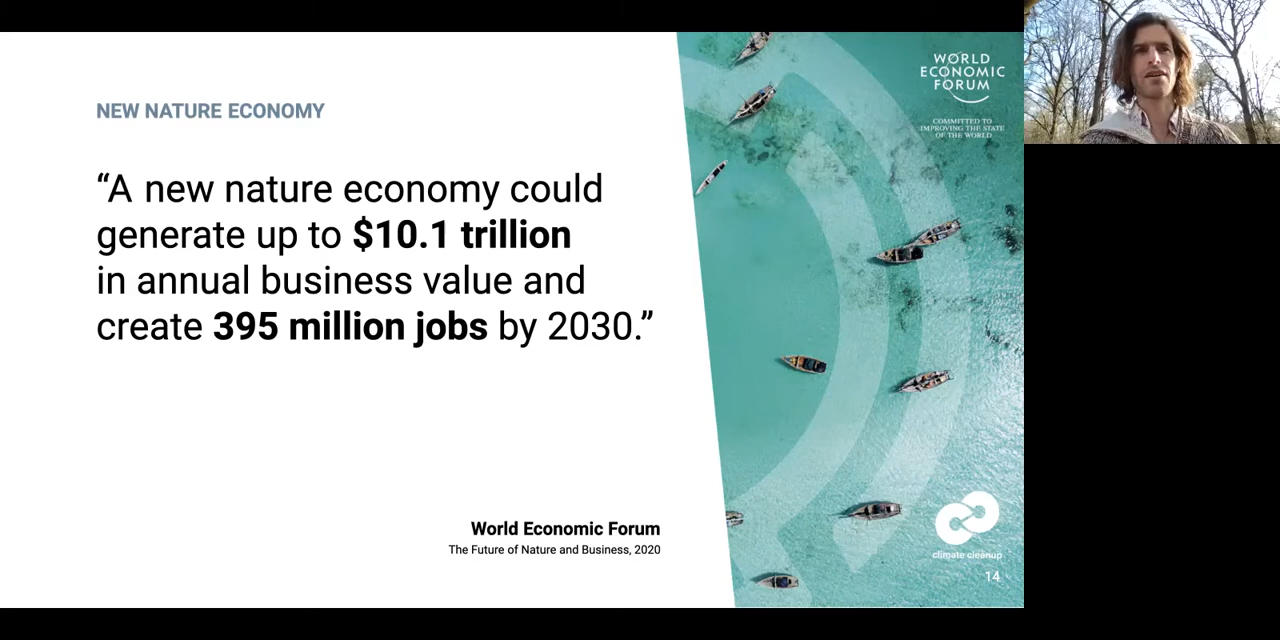 NEW NATURE ECONOMY
“A new nature economy could
generate up to $10.1 trillion
in annual business value and
create 395 million jobs by 2030.”
World Economic Forum
The Future of Nature and Business, 2020
WORLD
ECONOMIC
FORUM
COMMITTED TO
IMPROVING THE STATE
OF THE WORLD
climate cleanup
14